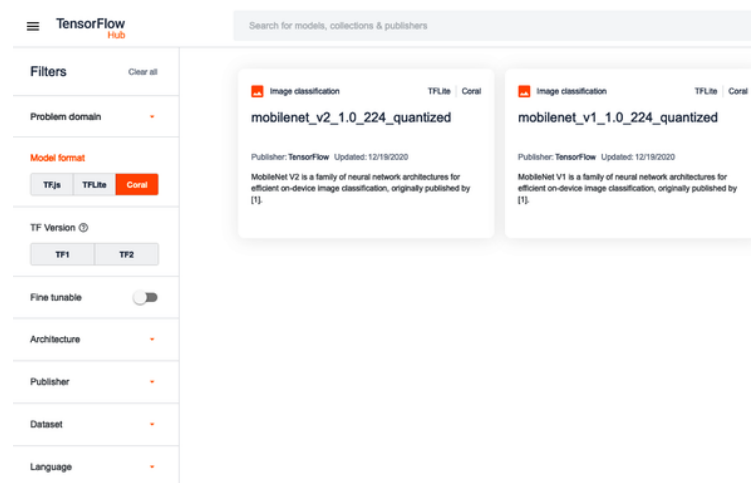 TensorFlow
Hub
Search for models, collections & publishers
Filters
Clear all
Problem domain
Model format
TF.js TFLite Coral
TF Version
TF1 TF2
Fine tunable
Architecture
Publisher
Dataset
Language
Image classification TFLite Coral
mobilenet_v2_1.0_224_quantized
Publisher: TensorFlow Updated: 12/19/2020
MobileNet V2 is a family of neural network architectures for
efficient on-device image classification, originally published by
[1].
Image classification TFLite Coral
mobilenet_v1_1.0_224_quantized
Publisher: TensorFlow Updated: 12/19/2020
MobileNet V1 is a family of neural network architectures for
efficient on-device image classification, originally published by
[1].